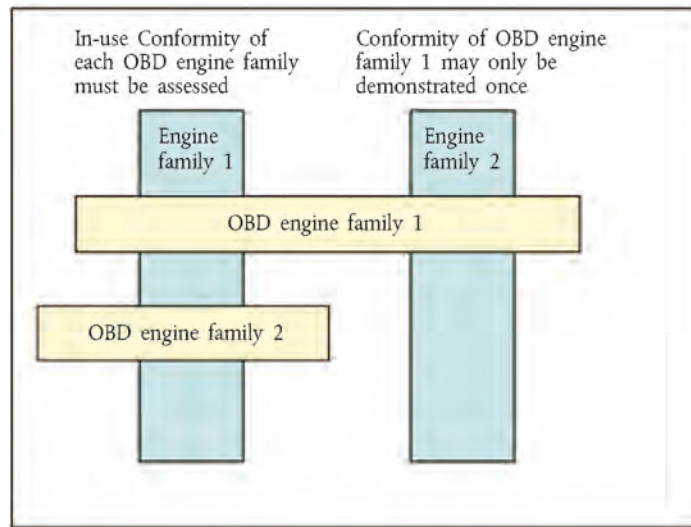 In-use Conformity of
each OBD engine family
must be assessed
Conformity of OBD engine
family 1 may only be
demonstrated once
Engine
family 1
Engine
family 2
OBD engine family 1
OBD engine family 2